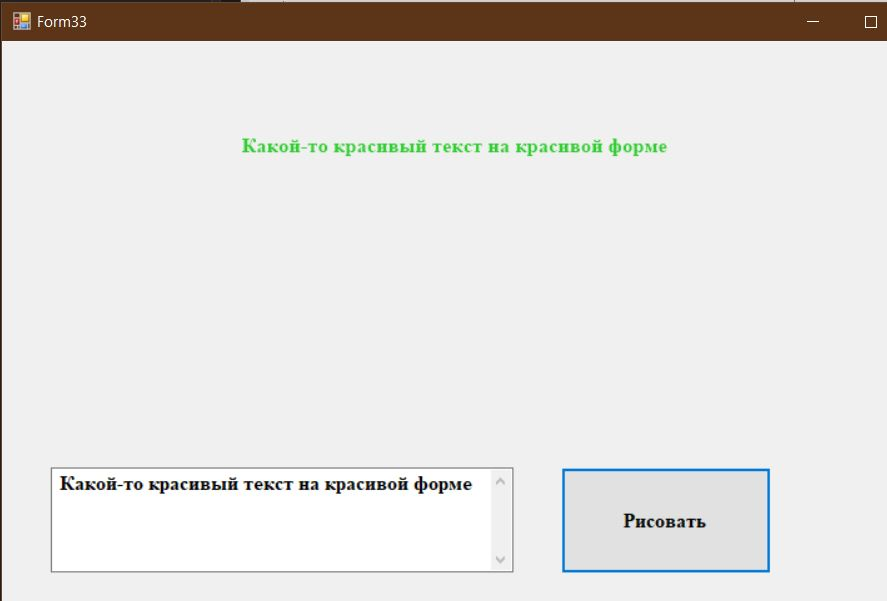 Form33
Какой-то красивый текст на красивой форме
Какой-то красивый текст на красивой форме
Рисовать